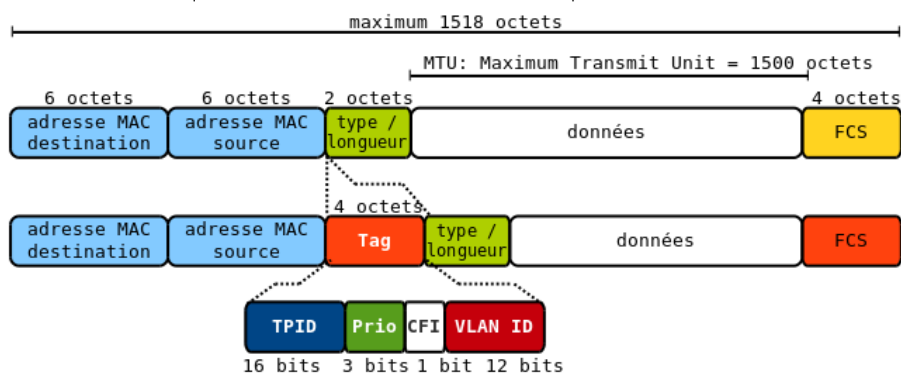 maximum 1518 octets
MTU: Maximum Transmit Unit = 1500 octets
6 octets 6 octets 2 octets 4 octets
adresse MAC destination adresse MAC source type / longueur données FCS
4 octets
adresse MAC destination adresse MAC source Tag type / longueur données FCS
TPID Prio CFI VLAN ID
16 bits 3 bits 1 bit 12 bits